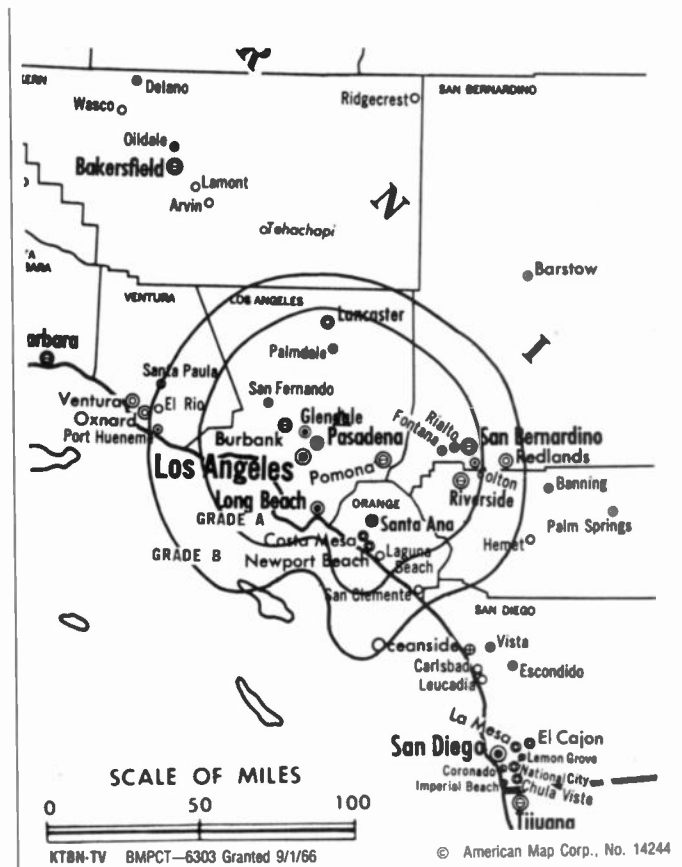 KERN
Delano
Wasco
Ridgecrest
SAN BERNARDINO
Oildale
Bakersfield
Lamont
Arvin
N
Tehachapi
Barstow
BARA
VENTURA
LOS ANGELES
I
Lancaster
arbara
Palmdale
Santa Paula
San Fernando
Ventura
El Rio
Oxnard
Glendale
Port Hueneme
Burbank
Pasadena
Fontana
Rialto
San Bernardino
Los Angeles
Pomona
Redlands
Colton
Riverside
Banning
Long Beach
ORANGE
GRADE A
Santa Ana
Palm Springs
Costa Mesa
Hemet
GRADE B
Newport Beach
Laguna
Beach
San Clemente
SAN DIEGO
Oceanside
Vista
Carlsbad
Escondido
Leucadia
La Mesa
El Cajon
San Diego
Lemon Grove
Coronado
National City
Imperial Beach
Chula Vista
Tijuana
SCALE OF MILES
0 50 100
KTBN-TV BMPCT—6303 Granted 9/1/66
© American Map Corp., No. 14244